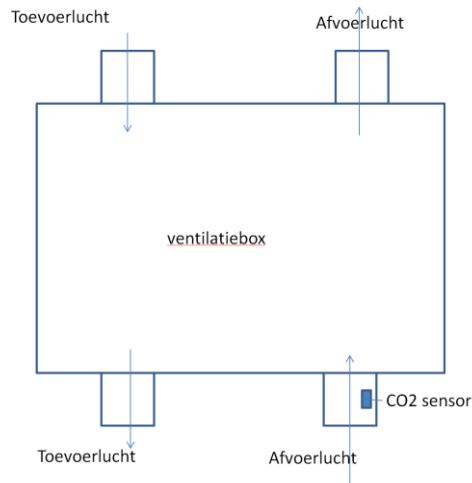 Toevoerlucht
Afvoerlucht
ventilatiebox
CO2 sensor
Toevoerlucht
Afvoerlucht